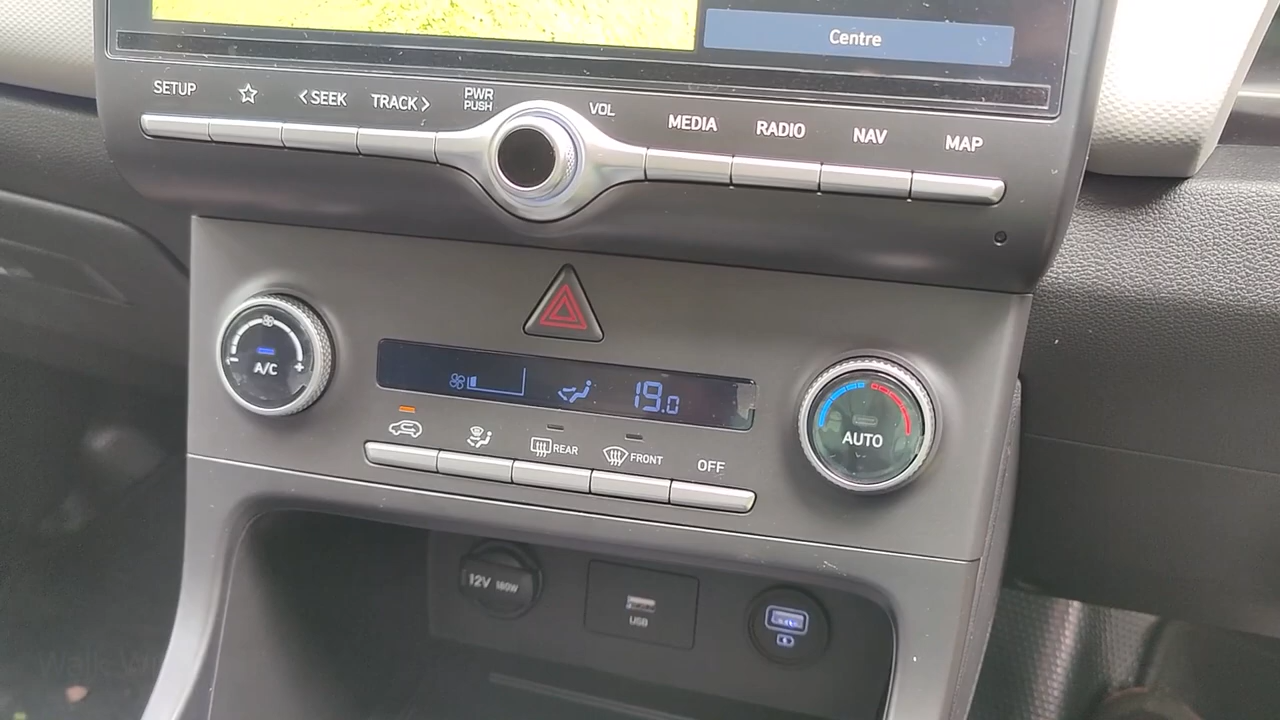 Centre
SETUP
SEEK
TRACK
PWR
PUSH
VOL
MEDIA
RADIO
NAV
MAP
A/C
19.0
AUTO
REAR
FRONT
OFF
12V 180W
USB